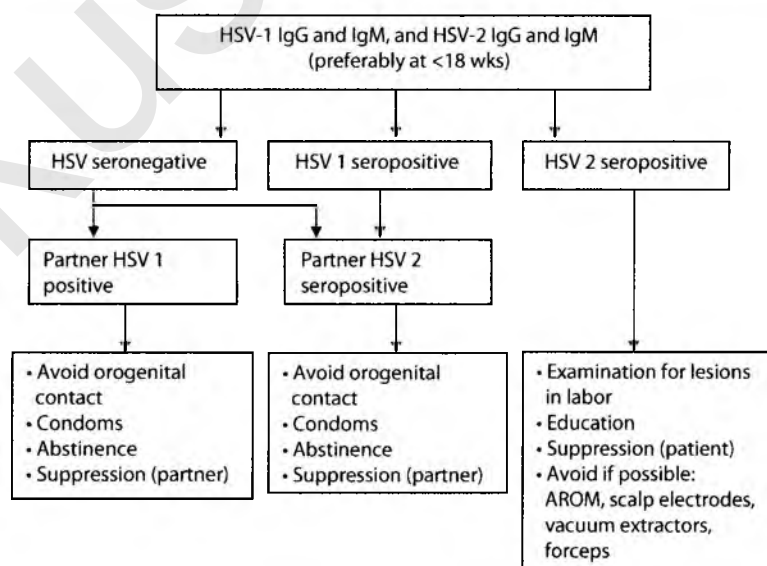 HSV-1 IgG and IgM, and HSV-2 IgG and IgM
(preferably at <18 wks)
HSV seronegative
HSV 1 seropositive
HSV 2 seropositive
Partner HSV 1
positive
Partner HSV 2
seropositive
• Avoid orogenital
contact
• Condoms
• Abstinence
• Suppression (partner)
• Avoid orogenital
contact
• Condoms
• Abstinence
• Suppression (partner)
• Examination for lesions
in labor
• Education
• Suppression (patient)
• Avoid if possible:
AROM, scalp electrodes,
vacuum extractors,
forceps